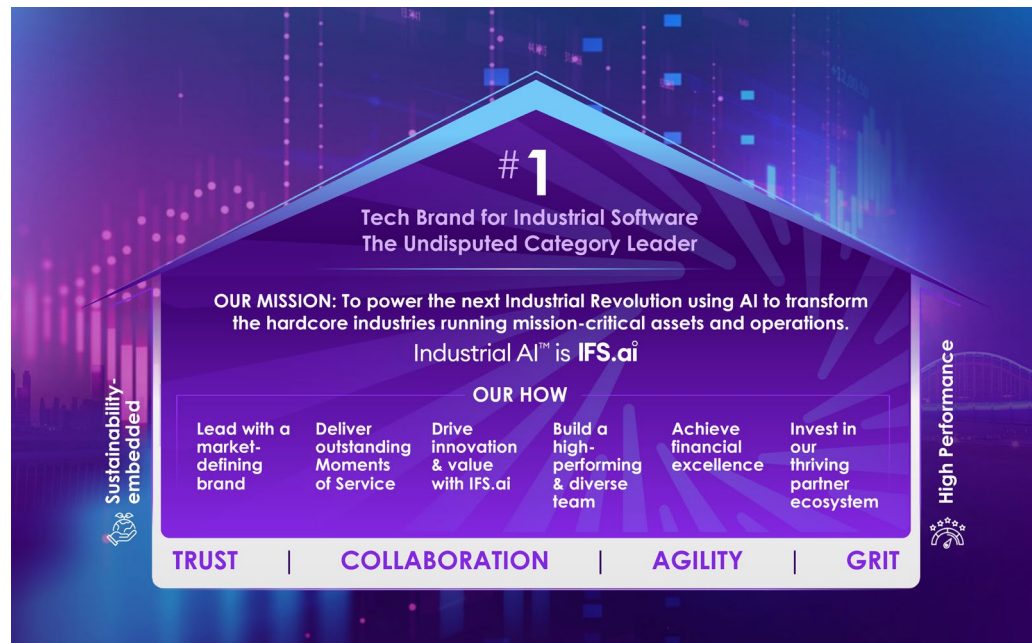 #1
Tech Brand for Industrial Software
The Undisputed Category Leader
OUR MISSION: To power the next Industrial Revolution using AI to transform
the hardcore industries running mission-critical assets and operations.
Industrial AI™ is IFS.ai
OUR HOW
Lead with a
market-
defining
brand
Deliver
outstanding
Moments
of Service
Drive
innovation
& value
with IFS.ai
Build a
high-
performing
& diverse
team
Achieve
financial
excellence
Invest in
our
thriving
partner
ecosystem
Sustainability-
embedded
High Performance
TRUST | COLLABORATION | AGILITY | GRIT